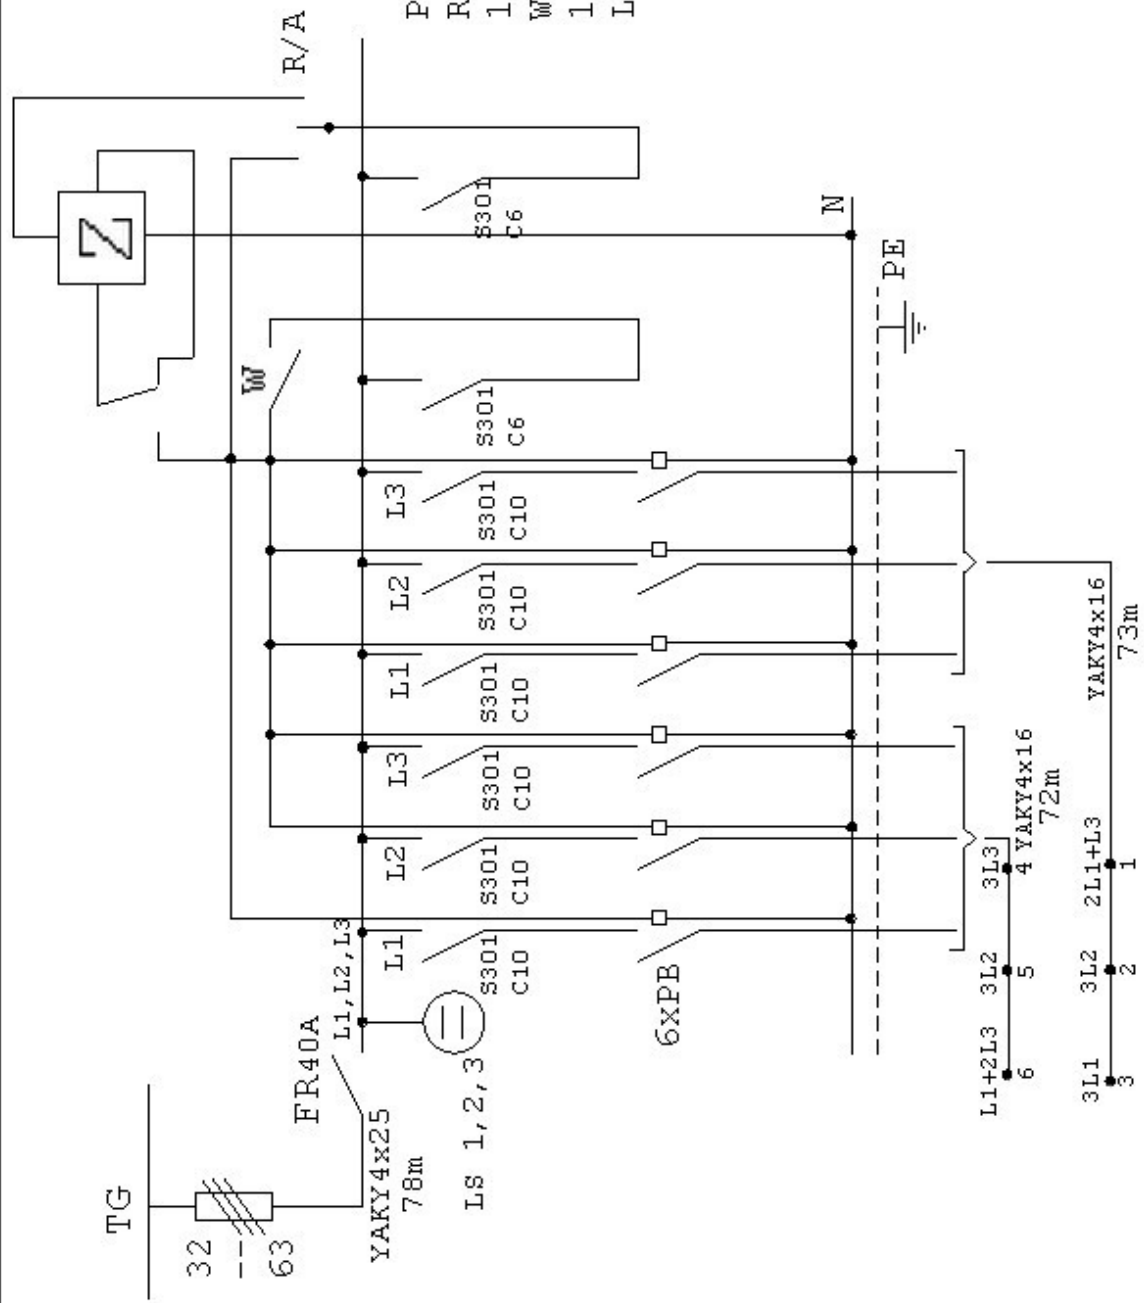 TG
32
--
63
YAKY4x25
78m
FR40A
L1,L2,L3
LS 1,2,3
L1
S301
C10
L2
S301
C10
L3
S301
C10
L1
S301
C10
L2
S301
C10
L3
S301
C10
S301
C6
S301
C6
W
Z
R/A
P
R
1
W
1
L
6xPB
N
PE
L1+2L3
6
3L2
5
3L3
4
YAKY4x16
72m
3L1
3
3L2
2
2L1+L3
1
YAKY4x16
73m